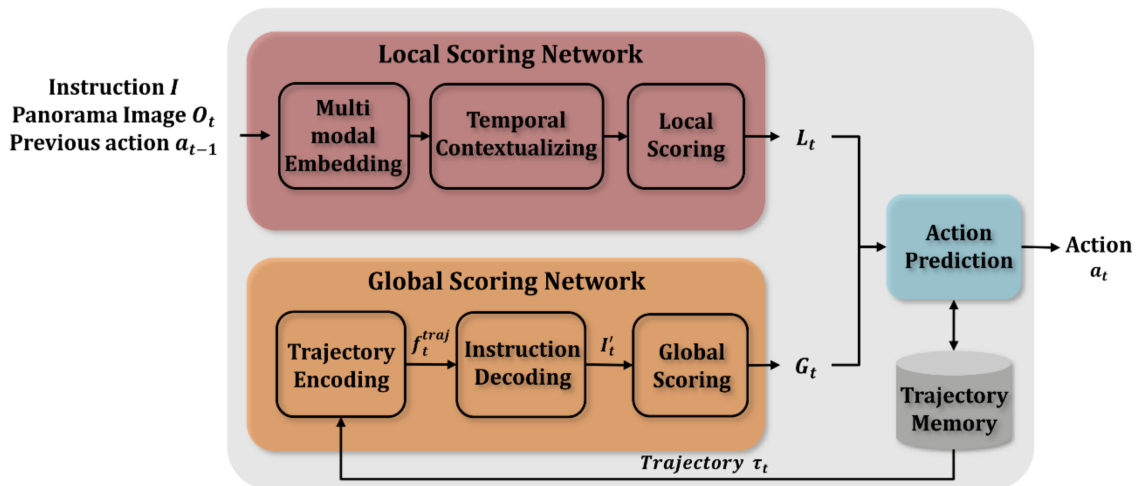 Local Scoring Network
Instruction I
Panorama Image O_t
Previous action a_{t-1}
Multi
modal
Embedding
Temporal
Contextualizing
Local
Scoring
L_t
Action
Prediction
Action
a_t
Global Scoring Network
Trajectory
Encoding
f_t^{traj}
Instruction
Decoding
I'_t
Global
Scoring
G_t
Trajectory
Memory
Trajectory τ_t